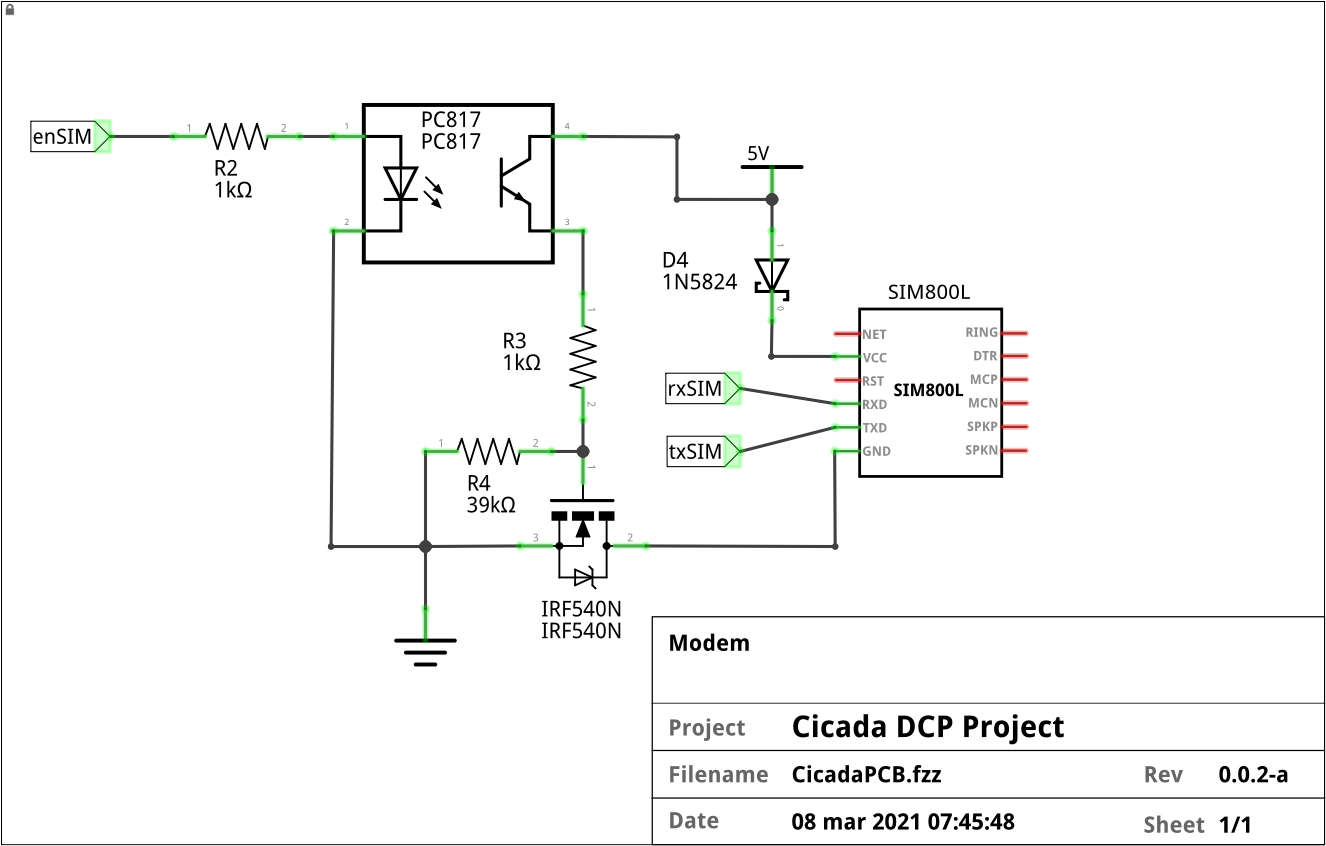 PC817
PC817
enSIM
1
2
1
4
R2
1kΩ
2
3
5V
1
D4
1N5824
0
SIM800L
1
R3
1kΩ
2
NET
VCC
RST
RXD
TXD
GND
SIM800L
RING
DTR
MCP
MCN
SPKP
SPKN
rxSIM
txSIM
1
2
R4
39kΩ
1
3
2
IRF540N
IRF540N
Modem
Project Cicada DCP Project
Filename CicadaPCB.fzz Rev 0.0.2-a
Date 08 mar 2021 07:45:48 Sheet 1/1